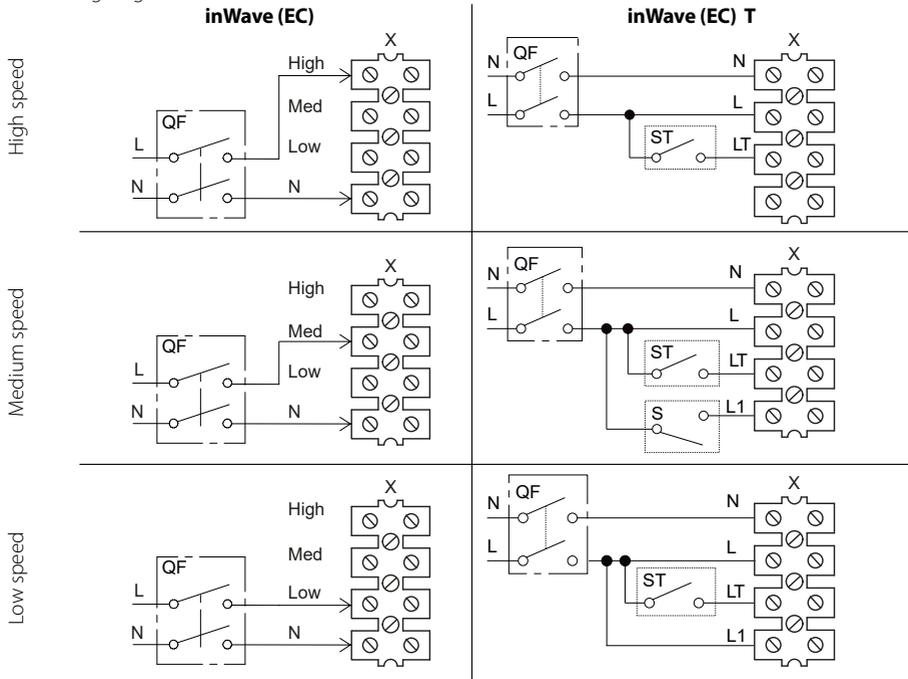 inWave (EC)
inWave (EC) T
High speed
X
High
QF
Med
L
Low
N
N
X
QF
N
N
L
L
ST
LT
Medium speed
X
High
QF
Med
L
Low
N
N
X
QF
N
N
L
L
ST
LT
S
L1
Low speed
X
High
QF
Med
L
Low
N
N
X
QF
N
N
L
L
ST
LT
L1